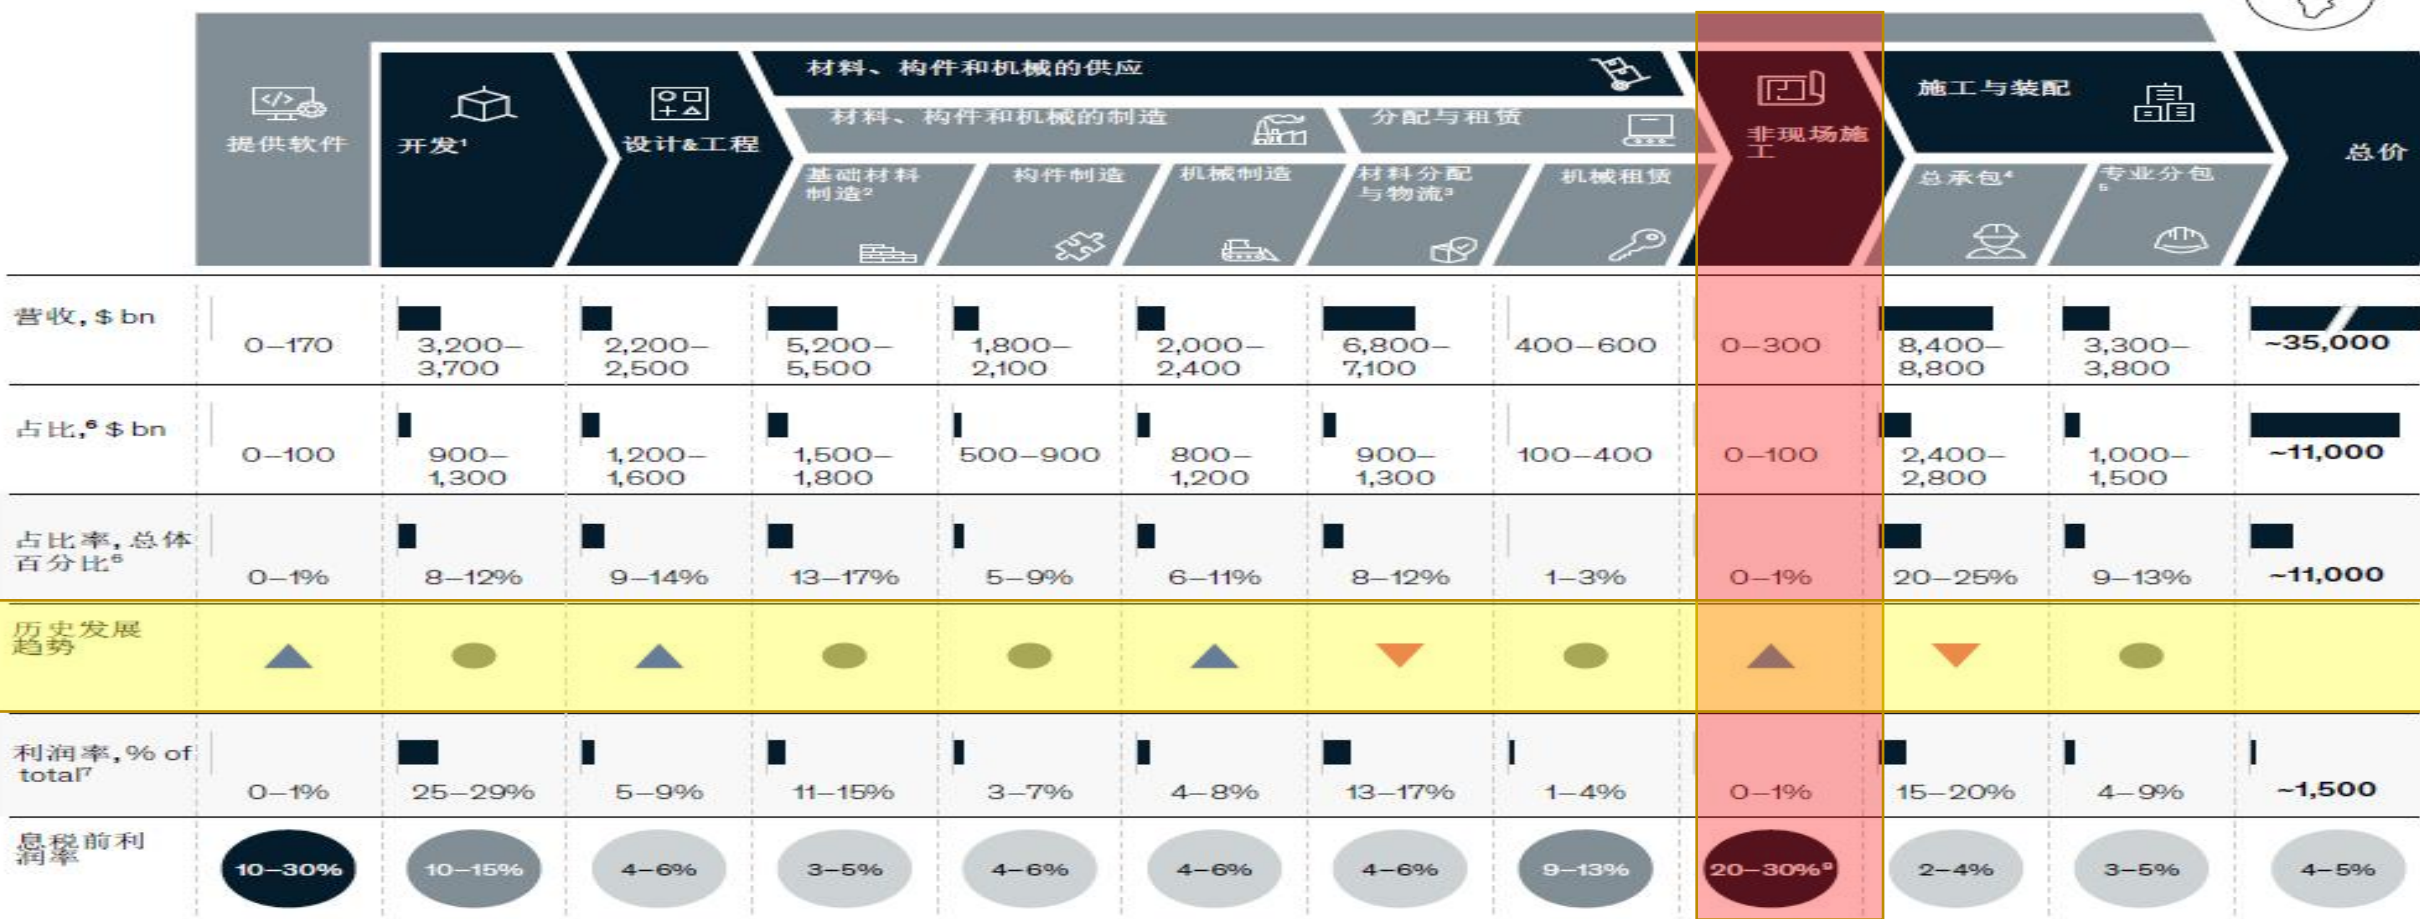 材料、构件和机械的供应
施工与装配
材料、构件和机械的制造
分配与租赁
提供软件
开发¹
设计&工程
非现场施
工
总价
基础材料
制造²
构件制造
机械制造
材料分配
与物流³
机械租赁
总承包⁴
专业分包
⁵
营收, $ bn
0–170
3,200–
3,700
2,200–
2,500
5,200–
5,500
1,800–
2,100
2,000–
2,400
6,800–
7,100
400–600
0–300
8,400–
8,800
3,300–
3,800
~35,000
占比,⁶ $ bn
0–100
900–
1,300
1,200–
1,600
1,500–
1,800
500–900
800–
1,200
900–
1,300
100–400
0–100
2,400–
2,800
1,000–
1,500
~11,000
占比率, 总体
百分比⁶
0–1%
8–12%
9–14%
13–17%
5–9%
6–11%
8–12%
1–3%
0–1%
20–25%
9–13%
~11,000
历史发展
趋势
利润率, % of
total⁷
0–1%
25–29%
5–9%
11–15%
3–7%
4–8%
13–17%
1–4%
0–1%
15–20%
4–9%
~1,500
息税前利
润率
10–30%
10–15%
4–6%
3–5%
4–6%
4–6%
4–6%
9–13%
20–30%⁹
2–4%
3–5%
4–5%